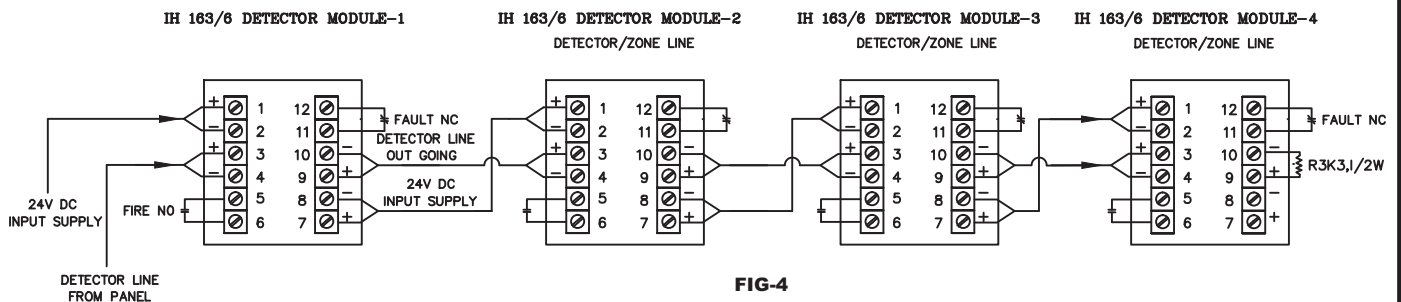 IH 163/6 DETECTOR MODULE-1
IH 163/6 DETECTOR MODULE-2
IH 163/6 DETECTOR MODULE-3
IH 163/6 DETECTOR MODULE-4
DETECTOR/ZONE LINE
DETECTOR/ZONE LINE
DETECTOR/ZONE LINE
+ 1 12
- 2 11
+ 3 10 -
- 4 9 +
5 8 -
6 7 +
FAULT NC
DETECTOR LINE
OUT GOING
24V DC
INPUT SUPPLY
FIRE NO
24V DC
INPUT SUPPLY
DETECTOR LINE
FROM PANEL
+ 1 12
- 2 11
+ 3 10 -
- 4 9 +
5 8 -
6 7 +
+ 1 12
- 2 11
+ 3 10 -
- 4 9 +
5 8 -
6 7 +
+ 1 12
- 2 11
+ 3 10 -
- 4 9 +
5 8 -
6 7 +
FAULT NC
R3K3,1/2W
FIG-4